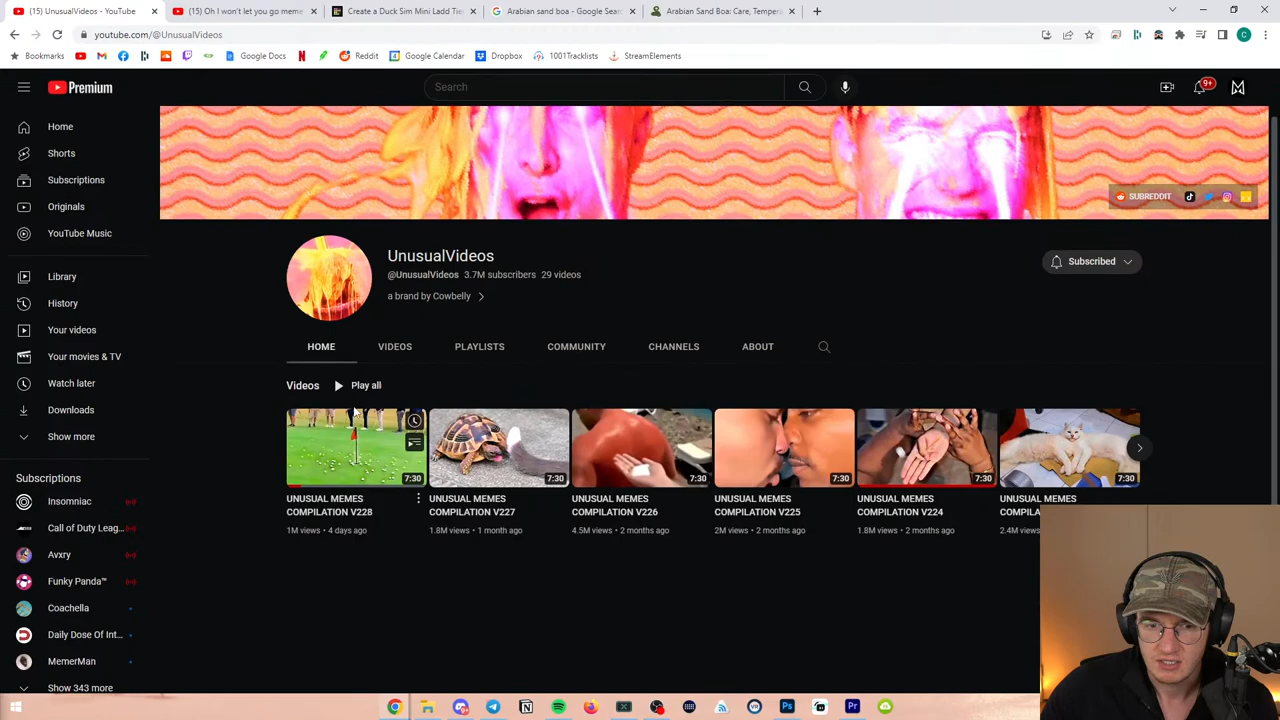 (15) UnusualVideos - YouTube
(15) Oh I won't let you go meme
Create a Duck Sim Mini Ladd Tie
Arabian sand boa - Google Sear
Arabian Sand Boa: Care, Tempera
youtube.com/@UnusualVideos
Bookmarks
Google Docs
Reddit
Google Calendar
Dropbox
1001Tracklists
StreamElements
Premium
Search
9+
Home
Shorts
Subscriptions
Originals
YouTube Music
Library
History
Your videos
Your movies & TV
Watch later
Downloads
Show more
Subscriptions
Insomniac
Call of Duty Leag...
Avxry
Funky Panda™
Coachella
Daily Dose Of Int...
MemerMan
Show 343 more
SUBREDDIT
UnusualVideos
@UnusualVideos 3.7M subscribers 29 videos
a brand by Cowbelly
Subscribed
HOME
VIDEOS
PLAYLISTS
COMMUNITY
CHANNELS
ABOUT
Videos
Play all
7:30
UNUSUAL MEMES
COMPILATION V228
1M views • 4 days ago
7:30
UNUSUAL MEMES
COMPILATION V227
1.8M views • 1 month ago
7:30
UNUSUAL MEMES
COMPILATION V226
4.5M views • 2 months ago
7:30
UNUSUAL MEMES
COMPILATION V225
2M views • 2 months ago
7:30
UNUSUAL MEMES
COMPILATION V224
1.8M views • 2 months ago
7:30
UNUSUAL MEMES
2.4M